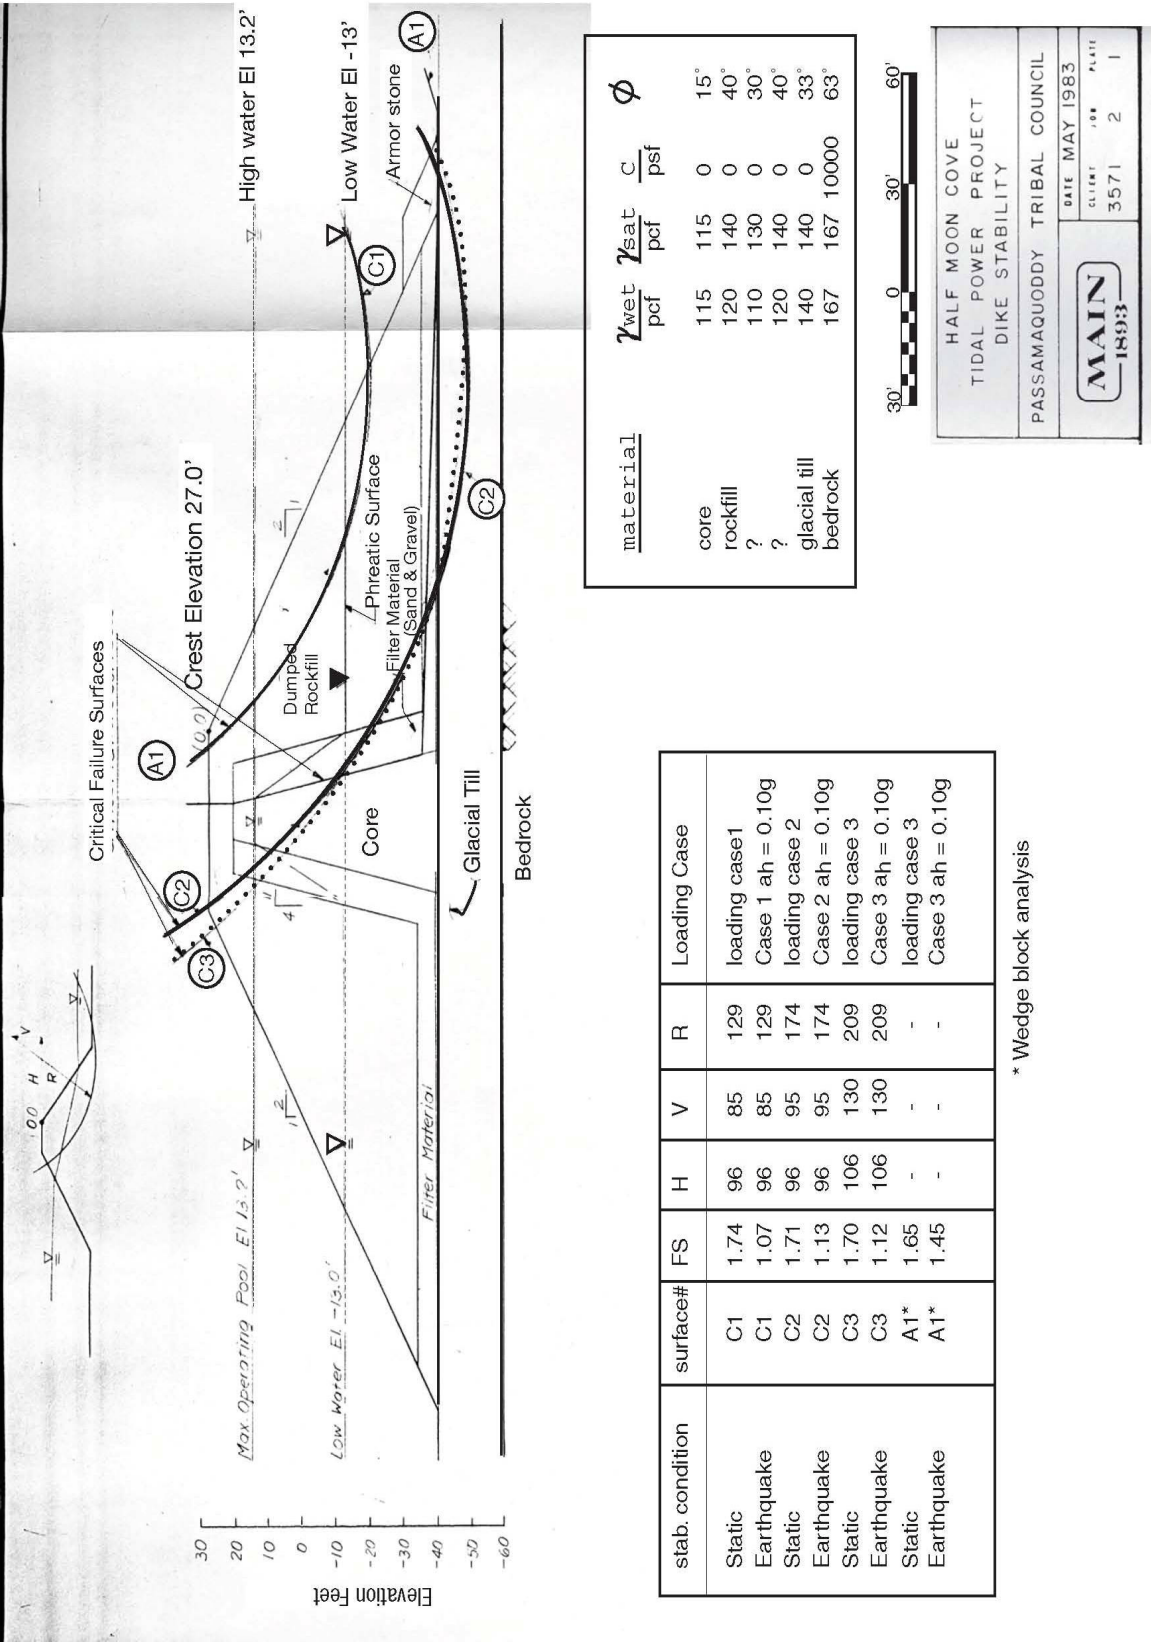 Critical Failure Surfaces
OO
H
V
R
Crest Elevation 27.0'
High water El 13.2'
Low Water El -13'
Max. Operating Pool El 13.2'
Low Water El. -13.0'
A1
(0,0)
C2
C3
A1
C1
C2
Armor stone
Dumped
Rockfill
Phreatic Surface
Filter Material
(Sand & Gravel)
Core
Filter Material
Glacial Till
Bedrock
2
1
2
1
4
Elevation Feet
30
20
10
0
-10
-20
-30
-40
-50
-60
material γwet pcf γsat pcf C psf ϕ
core 115 115 0 15°
rockfill 120 140 0 40°
? 110 130 0 30°
? 120 140 0 40°
glacial till 140 140 0 33°
bedrock 167 167 10000 63°
30' 0 30' 60'
HALF MOON COVE
TIDAL POWER PROJECT
DIKE STABILITY
PASSAMAQUODDY TRIBAL COUNCIL
MAIN
1893
DATE MAY 1983
CLIENT JOB PLATE
3571 2 1
stab. condition surface# FS H V R Loading Case
Static C1 1.74 96 85 129 loading case1
Earthquake C1 1.07 96 85 129 Case 1 ah = 0.10g
Static C2 1.71 96 95 174 loading case 2
Earthquake C2 1.13 96 95 174 Case 2 ah = 0.10g
Static C3 1.70 106 130 209 loading case 3
Earthquake C3 1.12 106 130 209 Case 3 ah = 0.10g
Static A1* 1.65 - - - loading case 3
Earthquake A1* 1.45 - - - Case 3 ah = 0.10g
* Wedge block analysis